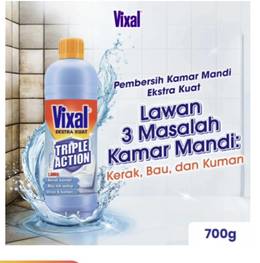 Vixal
Pembersih Kamar Mandi
Ekstra Kuat
Lawan
3 Masalah
Kamar Mandi:
Kerak, Bau, dan Kuman
Vixal
EKSTRA KUAT
TRIPLE
ACTION
700g